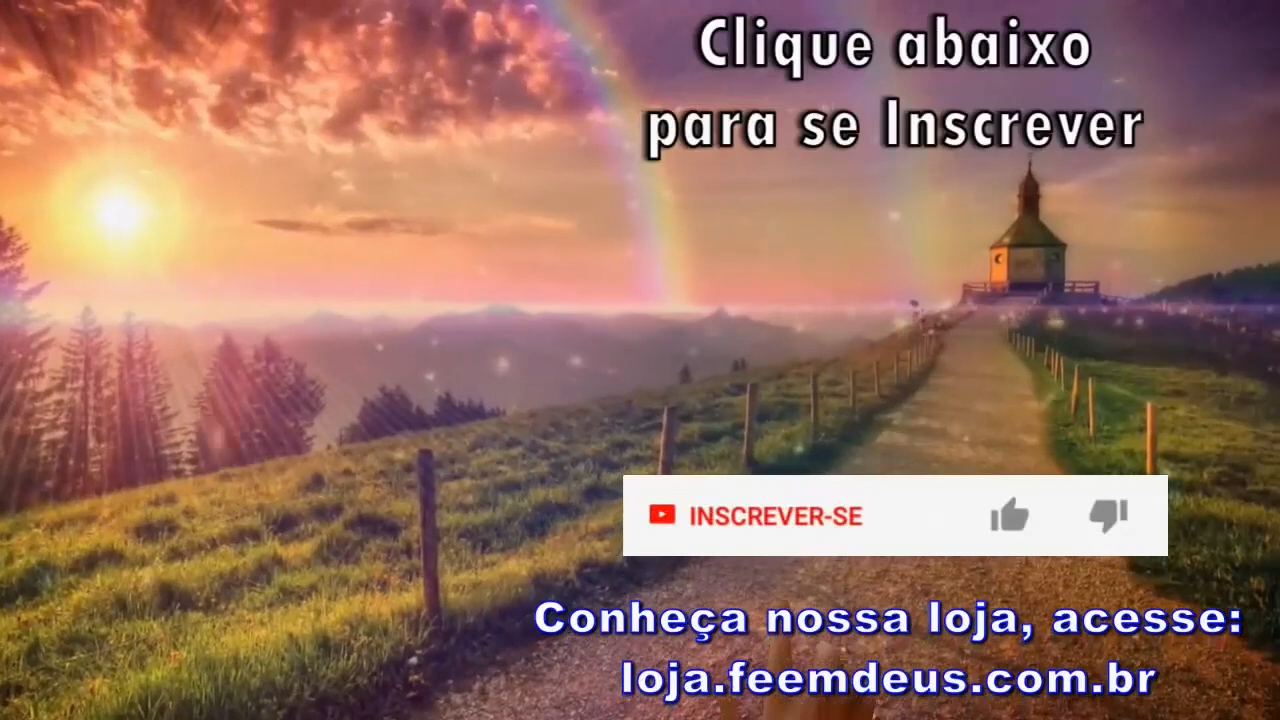 Clique abaixo
para se Inscrever
INSCREVER-SE
Conheça nossa loja, acesse:
loja.feemdeus.com.br